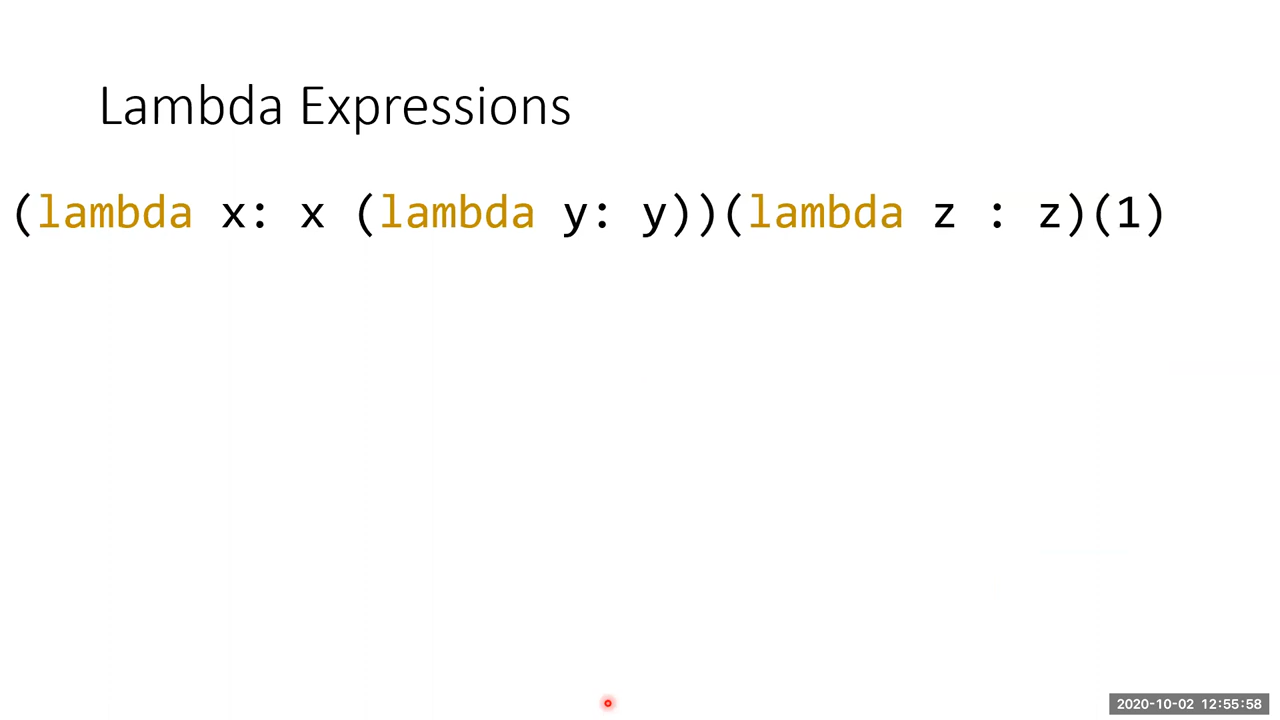 Lambda Expressions
(lambda x: x (lambda y: y))(lambda z : z)(1)
2020-10-02 12:55:58